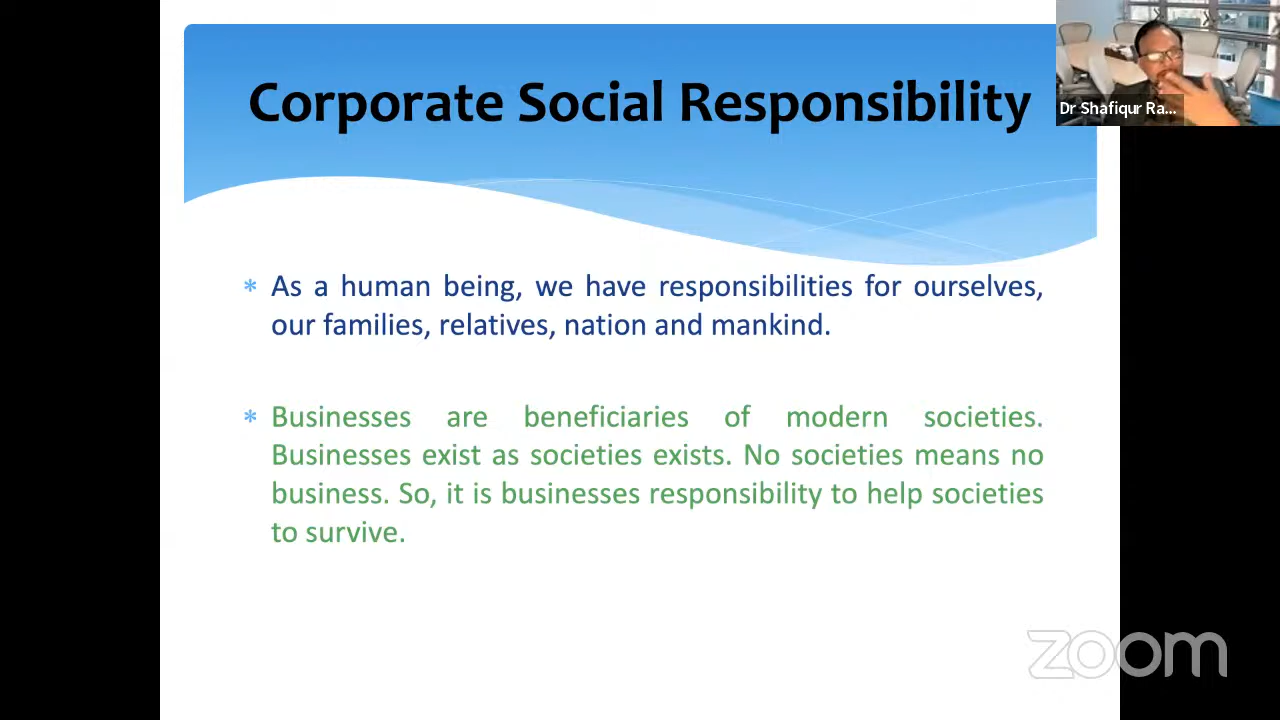 Corporate Social Responsibility
Dr Shafiqur Ra...
* As a human being, we have responsibilities for ourselves,
our families, relatives, nation and mankind.
* Businesses are beneficiaries of modern societies.
Businesses exist as societies exists. No societies means no
business. So, it is businesses responsibility to help societies
to survive.
zoom